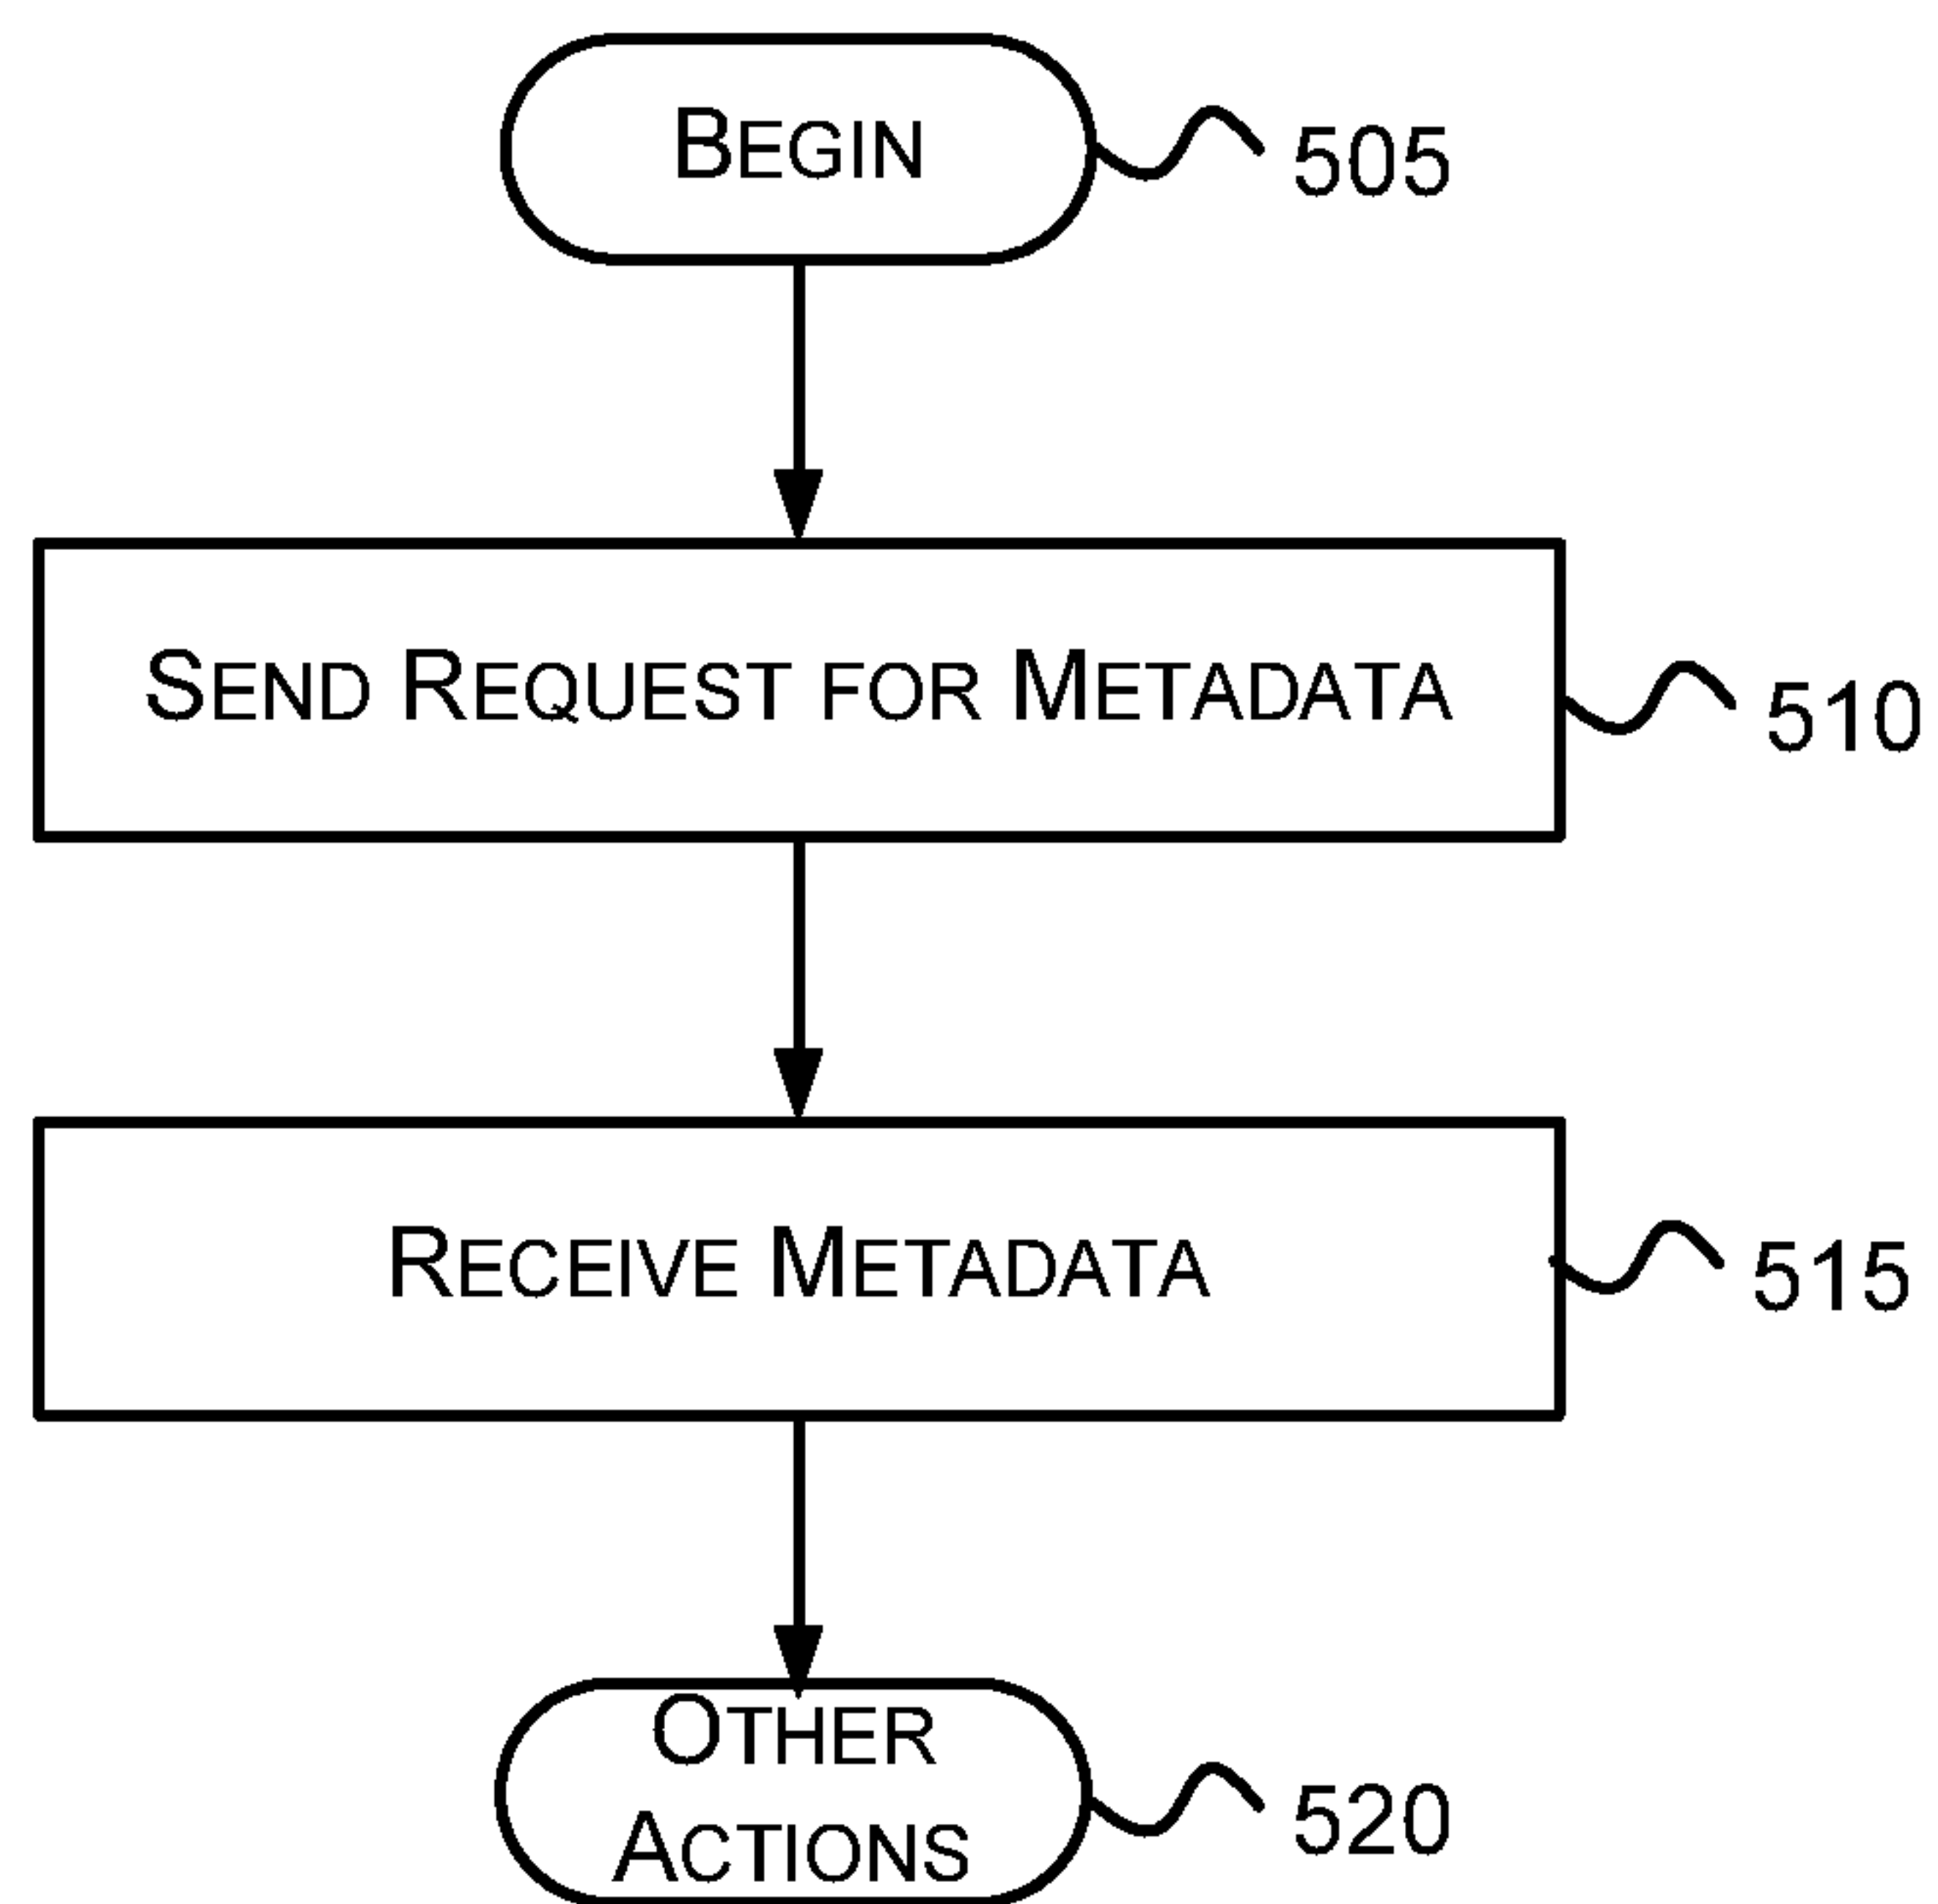 BEGIN
505
SEND REQUEST FOR METADATA
510
RECEIVE METADATA
515
OTHER
ACTIONS
520